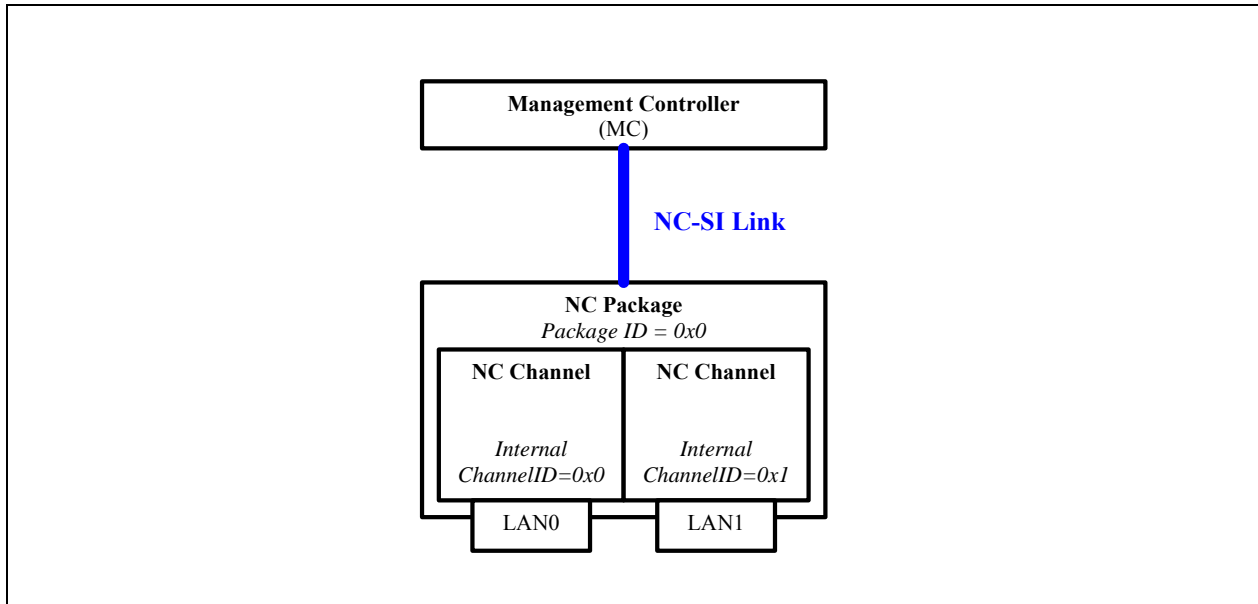 Management Controller
(MC)
NC-SI Link
NC Package
Package ID = 0x0
NC Channel
Internal
ChannelID=0x0
NC Channel
Internal
ChannelID=0x1
LAN0
LAN1